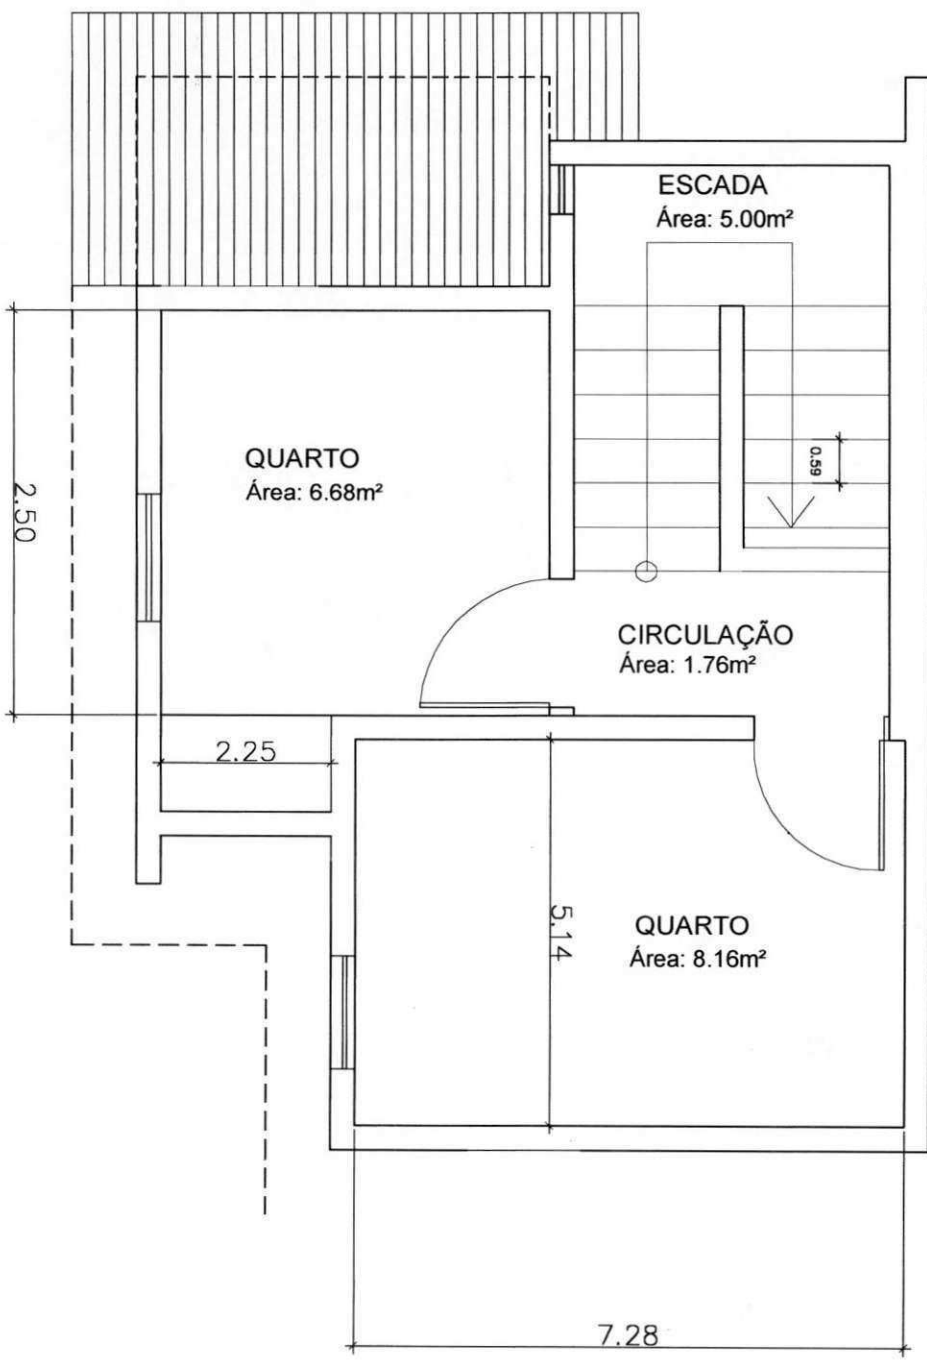 ESCADA
Área: 5.00m²
QUARTO
Área: 6.68m²
0.59
2.50
CIRCULAÇÃO
Área: 1.76m²
2.25
5.14
QUARTO
Área: 8.16m²
7.28